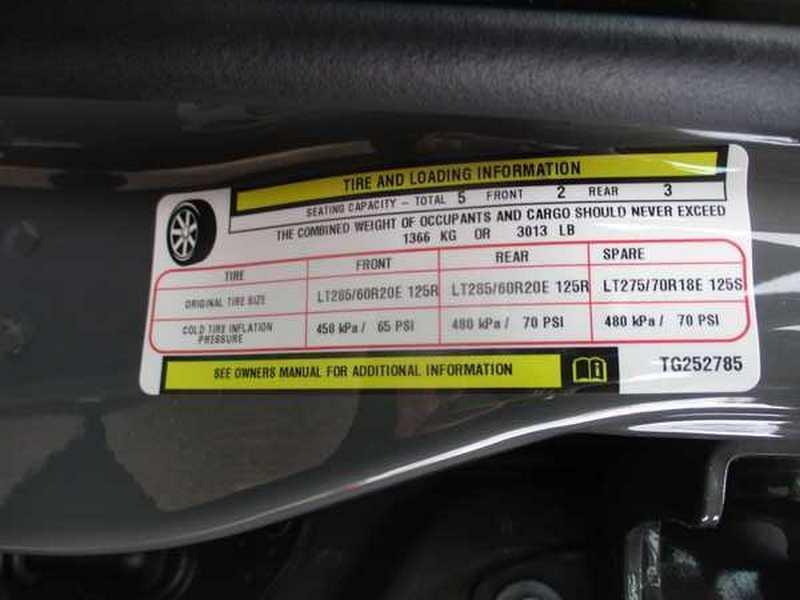 TIRE AND LOADING INFORMATION
SEATING CAPACITY - TOTAL 5 FRONT 2 REAR 3
THE COMBINED WEIGHT OF OCCUPANTS AND CARGO SHOULD NEVER EXCEED
1366 KG OR 3013 LB
TIRE FRONT REAR SPARE
ORIGINAL TIRE SIZE LT285/60R20E 125R LT285/60R20E 125R LT275/70R18E 125S
COLD TIRE INFLATION PRESSURE 450 kPa / 65 PSI 480 kPa / 70 PSI 480 kPa / 70 PSI
SEE OWNERS MANUAL FOR ADDITIONAL INFORMATION
TG252785